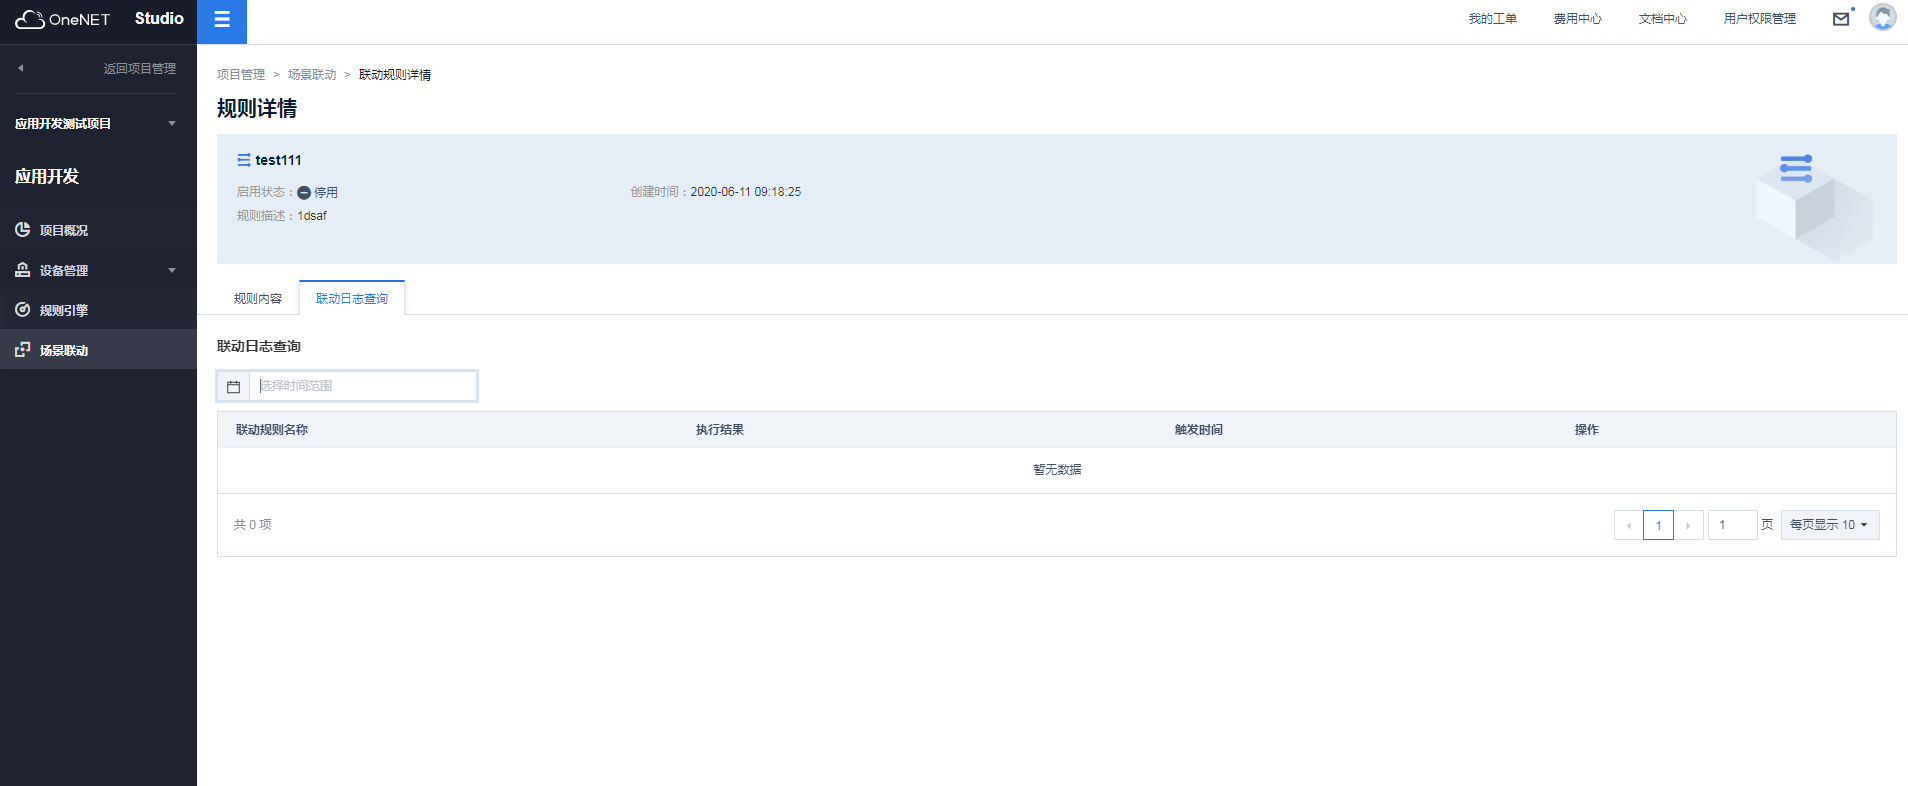 OneNET Studio
我的工单 费用中心 文档中心 用户权限管理
返回项目管理
应用开发测试项目
应用开发
项目概况
设备管理
规则引擎
场景联动
项目管理 > 场景联动 > 联动规则详情
规则详情
test111
启用状态：停用 创建时间：2020-06-11 09:18:25
规则描述：1dsaf
规则内容 联动日志查询
联动日志查询
选择时间范围
联动规则名称 执行结果 触发时间 操作
暂无数据
共 0 项 1 1 页 每页显示 10